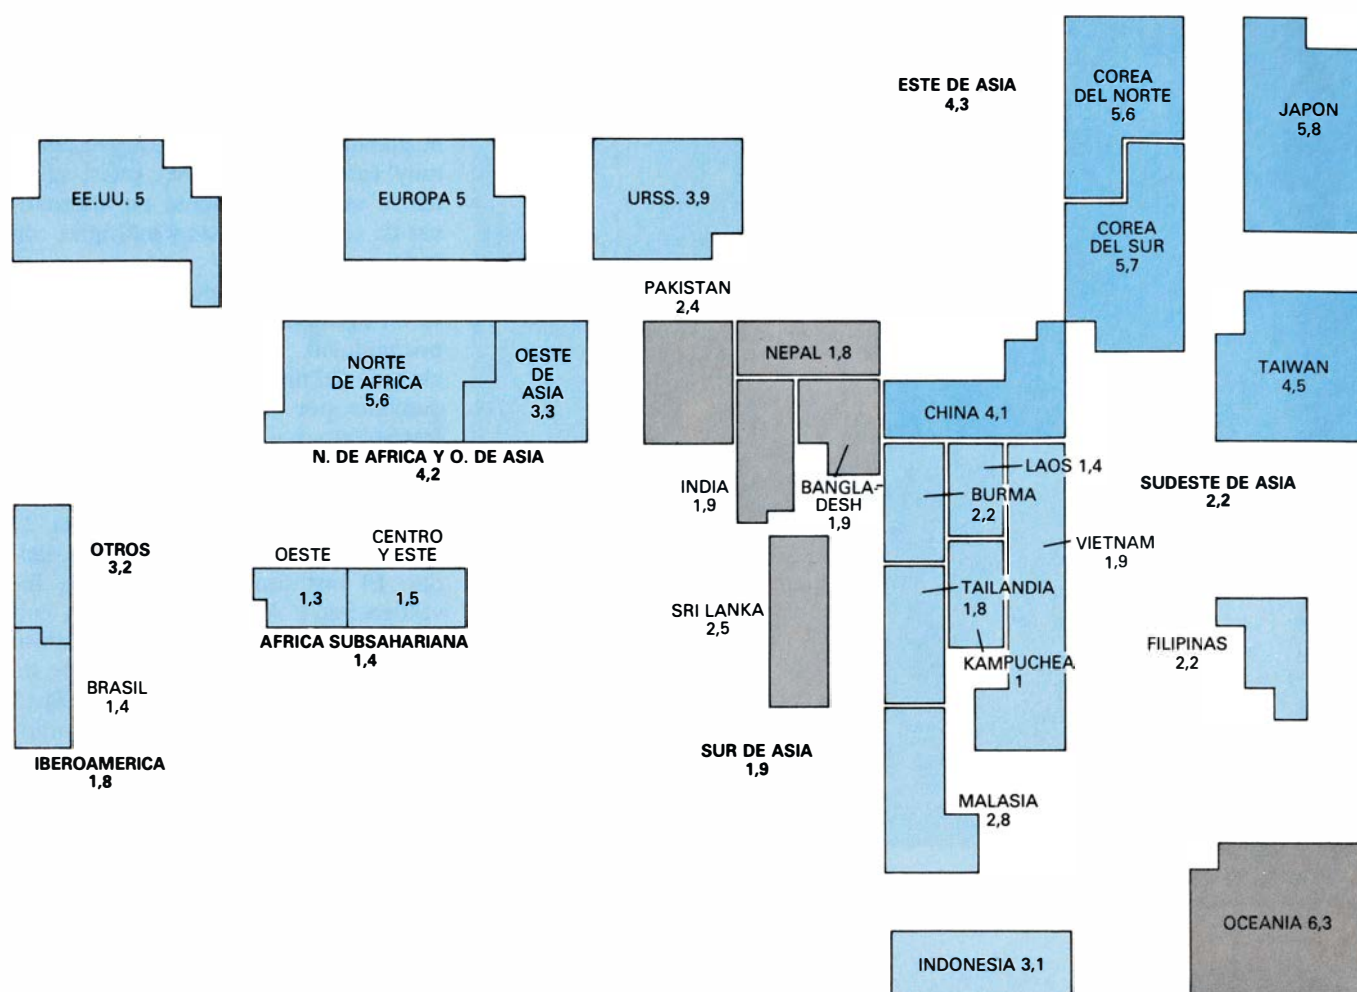 ESTE DE ASIA
4,3
COREA
DEL NORTE
5,6
JAPON
5,8
EE.UU. 5
EUROPA 5
URSS. 3,9
COREA
DEL SUR
5,7
PAKISTAN
2,4
NORTE
DE AFRICA
5,6
OESTE
DE
ASIA
3,3
NEPAL 1,8
TAIWAN
4,5
CHINA 4,1
N. DE AFRICA Y O. DE ASIA
4,2
INDIA
1,9
BANGLA-
DESH
1,9
LAOS 1,4
BURMA
2,2
SUDESTE DE ASIA
2,2
VIETNAM
1,9
OTROS
3,2
OESTE
1,3
CENTRO
Y ESTE
1,5
AFRICA SUBSAHARIANA
1,4
SRI LANKA
2,5
TAILANDIA
1,8
KAMPUCHEA
1
FILIPINAS
2,2
BRASIL
1,4
IBEROAMERICA
1,8
SUR DE ASIA
1,9
MALASIA
2,8
OCEANIA 6,3
INDONESIA 3,1